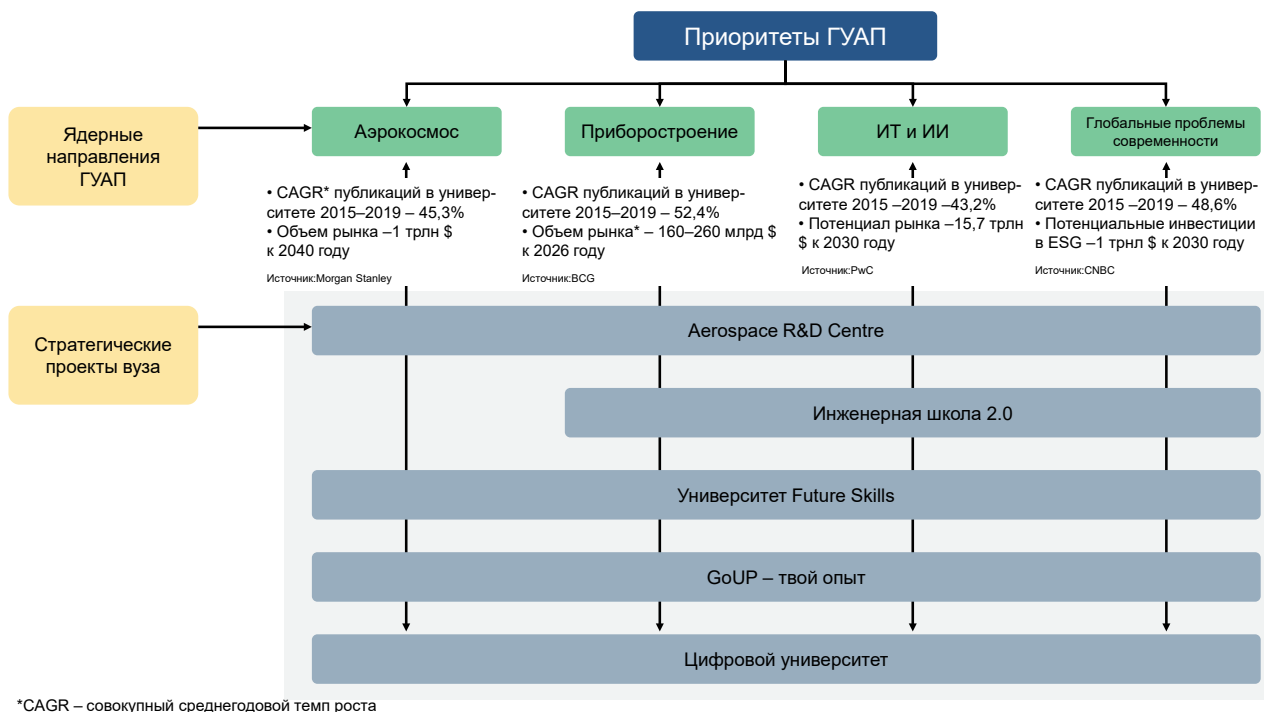 Приоритеты ГУАП
Ядерные
направления
ГУАП
Аэрокосмос
Приборостроение
ИТ и ИИ
Глобальные проблемы
современности
• CAGR* публикаций в универ-
ситете 2015–2019 – 45,3%
• Объем рынка –1 трлн $
к 2040 году
Источник:Morgan Stanley
• CAGR публикаций в универ-
ситете 2015–2019 – 52,4%
• Объем рынка* – 160–260 млрд $
к 2026 году
Источник:BCG
• CAGR публикаций в универ-
ситете 2015 –2019 –43,2%
• Потенциал рынка –15,7 трлн
$ к 2030 году
Источник:PwC
• CAGR публикаций в универ-
ситете 2015 –2019 – 48,6%
• Потенциальные инвестиции
в ESG –1 трнл $ к 2030 году
Источник:CNBC
Стратегические
проекты вуза
Aerospace R&D Centre
Инженерная школа 2.0
Университет Future Skills
GoUP – твой опыт
Цифровой университет
*CAGR – совокупный среднегодовой темп роста